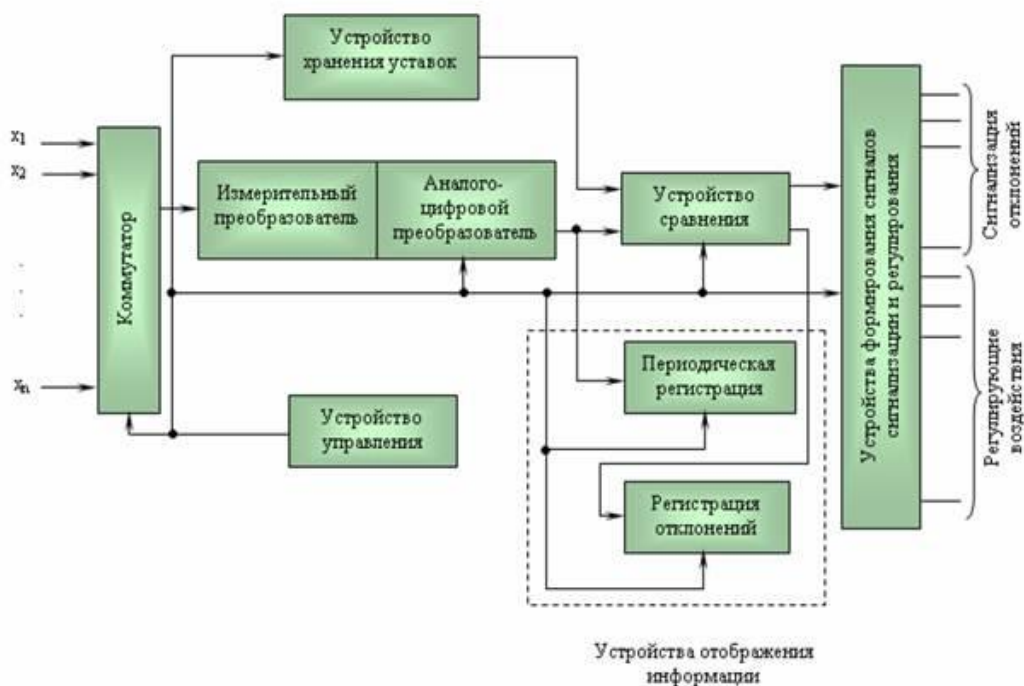 Устройство
хранения уставок
x1
x2
.
.
.
xn
Коммутатор
Измерительный
преобразователь
Аналого-
цифровой
преобразователь
Устройство
сравнения
Устройство
управления
Периодическая
регистрация
Регистрация
отклонений
Устройства отображения
информации
Устройства формирования сигналов
сигнализации и регулирования
Сигнализация
отклонений
Регулирующие
воздействия